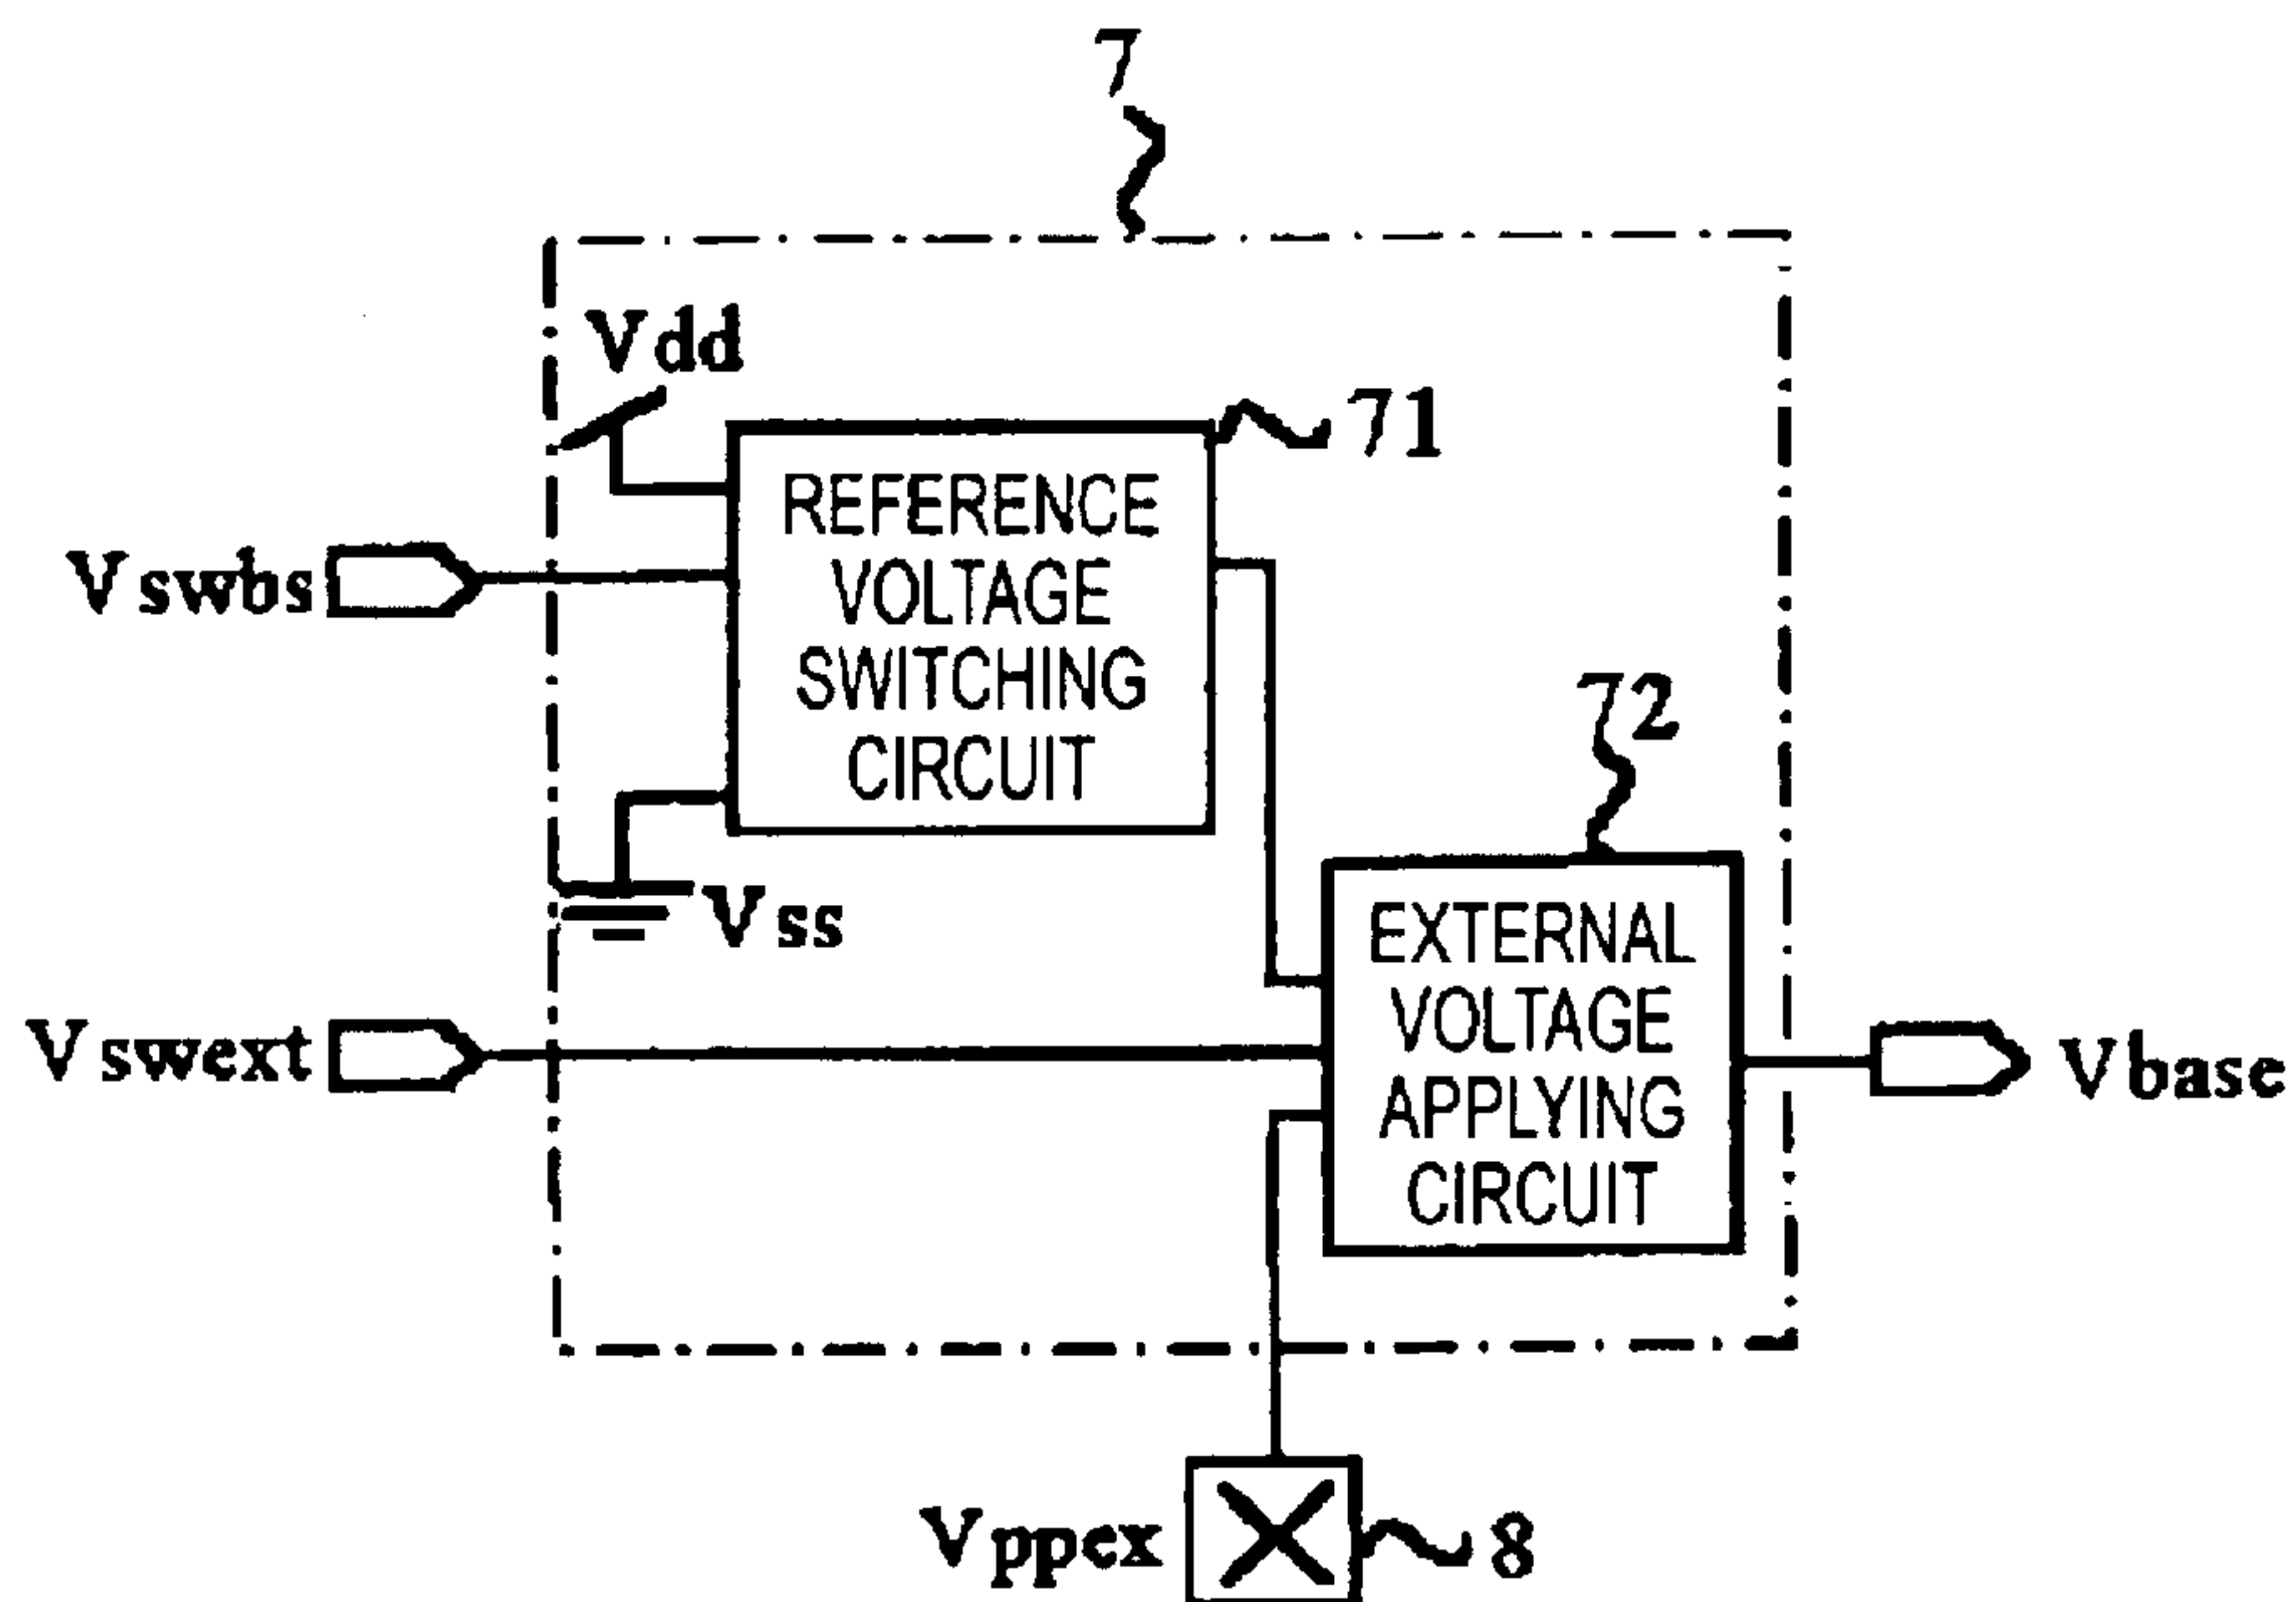 7
Vdd
71
REFERENCE
VOLTAGE
SWITCHING
CIRCUIT
Vswbs
72
Vss
EXTERNAL
VOLTAGE
APPLYING
CIRCUIT
Vswext
Vbase
Vppex
8